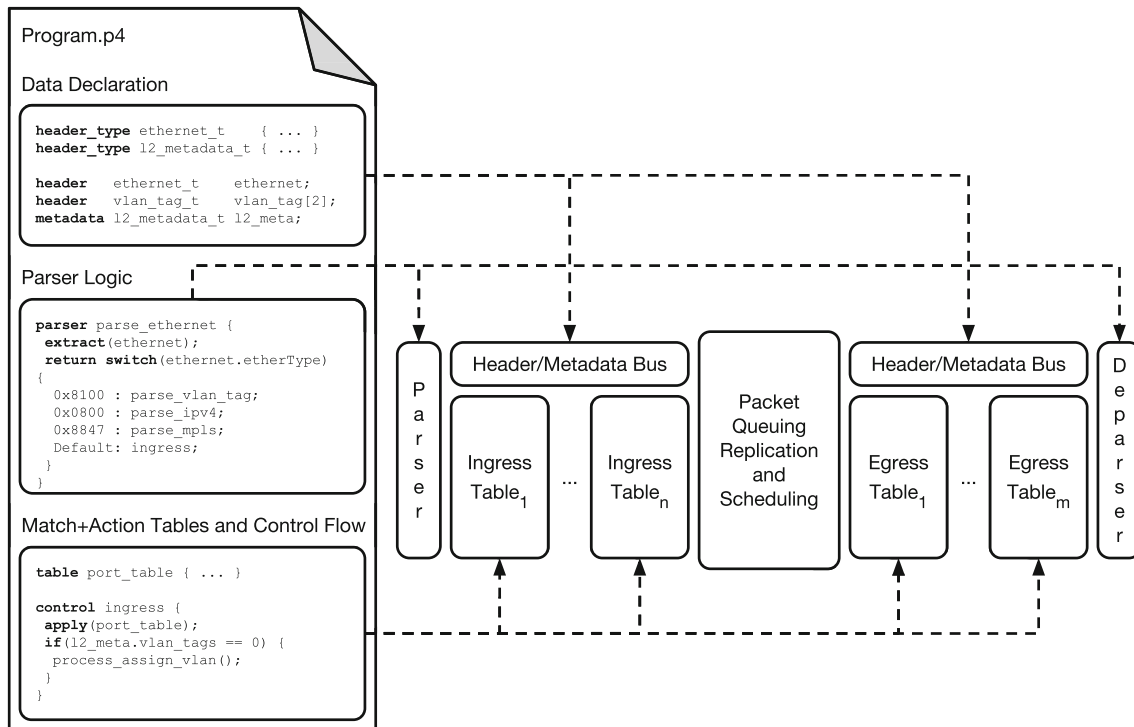 Program.p4
Data Declaration
header_type ethernet_t    { ... }
header_type l2_metadata_t { ... }
header   ethernet_t    ethernet;
header   vlan_tag_t    vlan_tag[2];
metadata l2_metadata_t l2_meta;
Parser Logic
parser parse_ethernet {
 extract(ethernet);
 return switch(ethernet.etherType)
{
  0x8100 : parse_vlan_tag;
  0x0800 : parse_ipv4;
  0x8847 : parse_mpls;
  Default: ingress;
 }
}
Match+Action Tables and Control Flow
table port_table { ... }
control ingress {
 apply(port_table);
 if(l2_meta.vlan_tags == 0) {
  process_assign_vlan();
 }
}
Parser
Header/Metadata Bus
Ingress
Table1
...
Ingress
Tablen
Packet
Queuing
Replication
and
Scheduling
Header/Metadata Bus
Egress
Table1
...
Egress
Tablem
Deparser